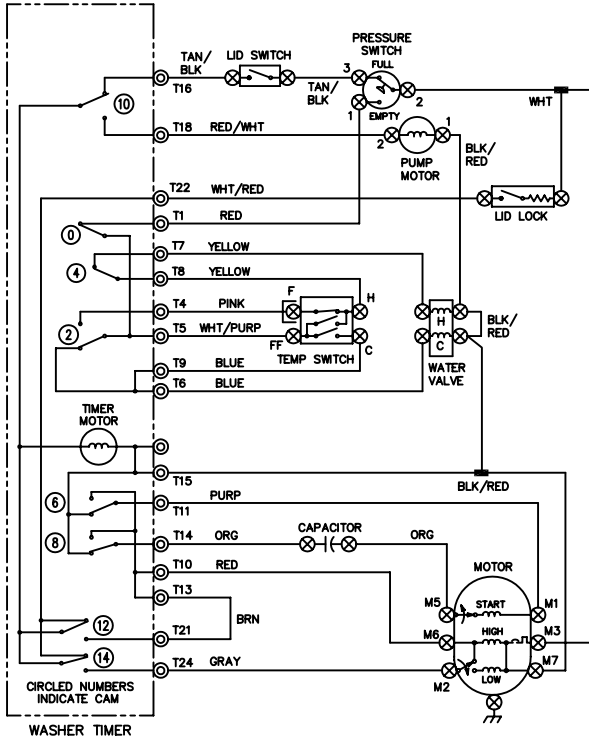 PRESSURE
SWITCH
FULL
TAN/
BLK
LID SWITCH
3
T16
TAN/
BLK
10
2
WHT
1
EMPTY
T18
RED/WHT
2
1
PUMP
MOTOR
BLK/
RED
T22
WHT/RED
LID LOCK
T1
RED
0
T7
YELLOW
4
T8
YELLOW
F
H
T4
PINK
2
H
BLK/
RED
T5
WHT/PURP
FF
C
C
TEMP SWITCH
WATER
VALVE
T9
BLUE
T6
BLUE
TIMER
MOTOR
T15
BLK/RED
6
PURP
T11
8
T14
ORG
CAPACITOR
ORG
T10
RED
MOTOR
T13
M5
START
M1
BRN
12
M6
HIGH
M3
T21
14
T24
GRAY
M7
M2
LOW
CIRCLED NUMBERS
INDICATE CAM
WASHER TIMER